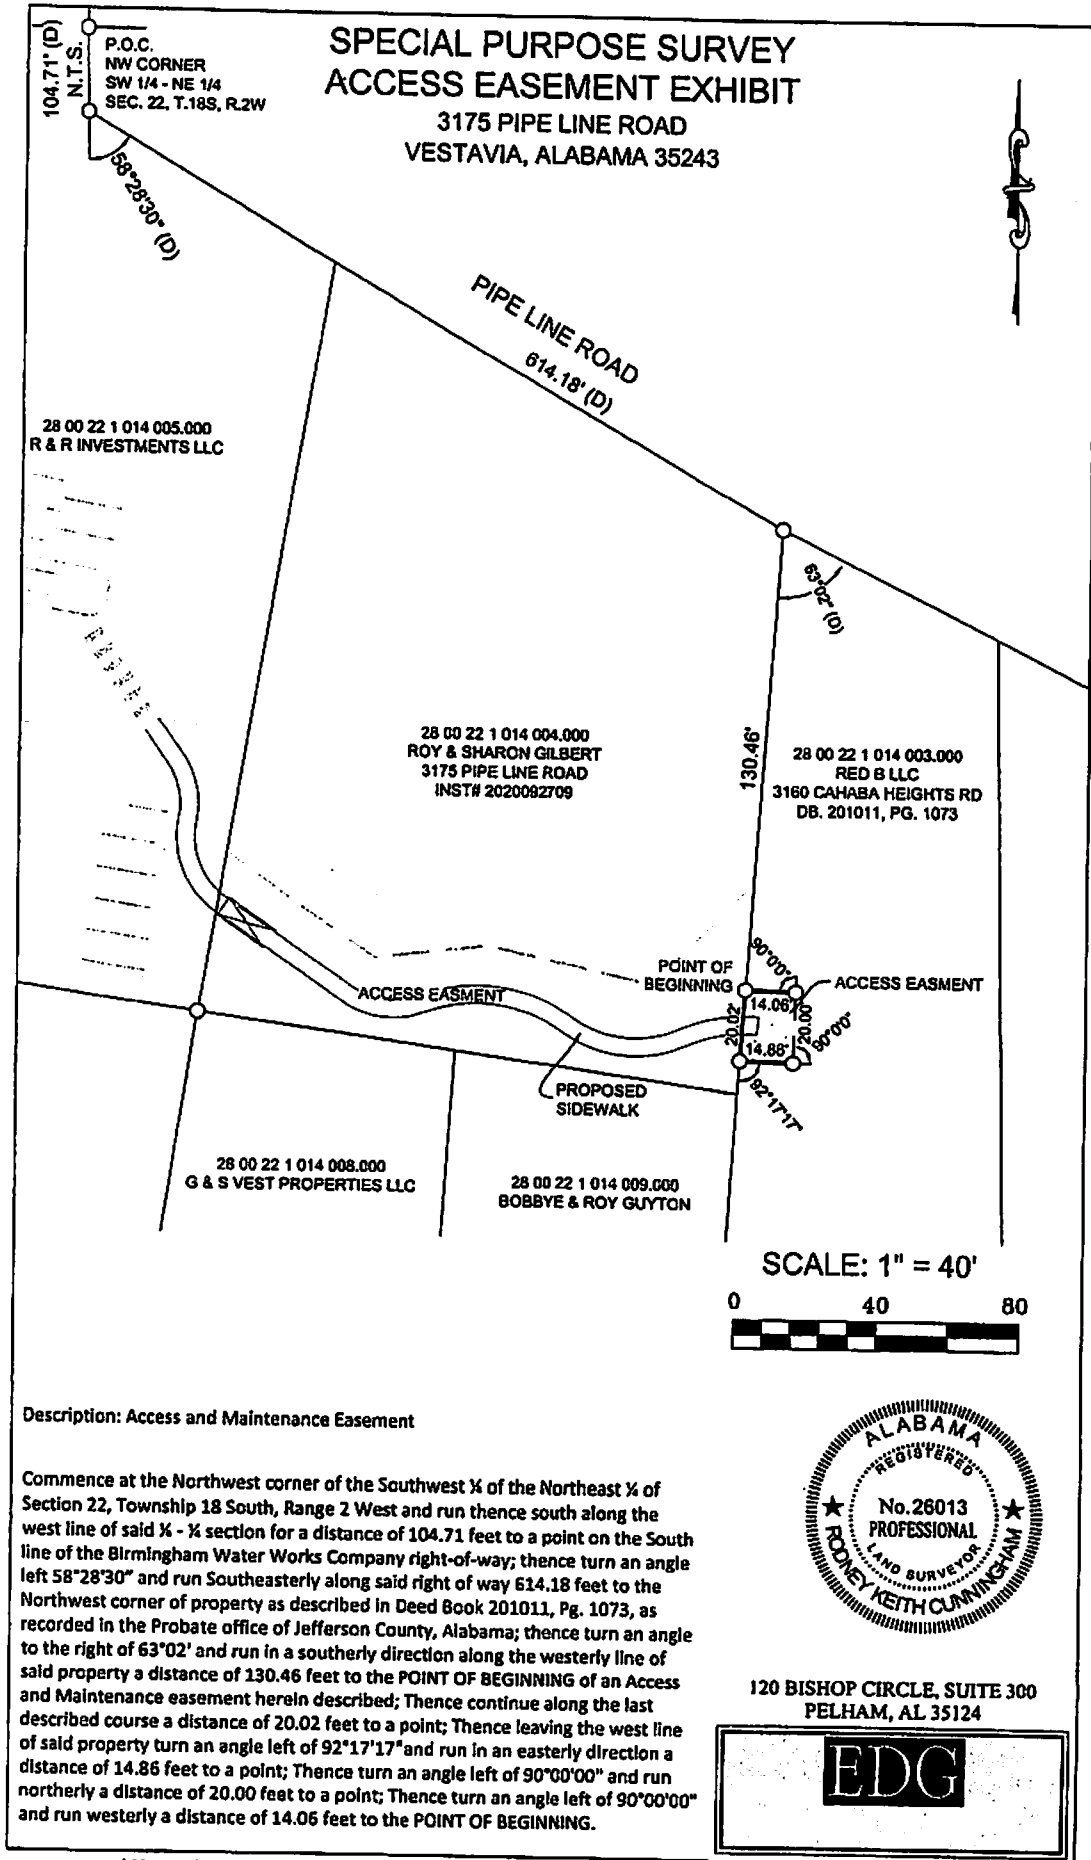 SPECIAL PURPOSE SURVEY
ACCESS EASEMENT EXHIBIT
3175 PIPE LINE ROAD
VESTAVIA, ALABAMA 35243
104.71' (D)
N.T.S.
P.O.C.
NW CORNER
SW 1/4 - NE 1/4
SEC. 22, T.18S, R.2W
58°28'30" (D)
PIPE LINE ROAD
614.18' (D)
28 00 22 1 014 005.000
R & R INVESTMENTS LLC
63°02" (D)
130.46"
28 00 22 1 014 004.000
ROY & SHARON GILBERT
3175 PIPE LINE ROAD
INST# 2020092709
28 00 22 1 014 003.000
RED B LLC
3160 CAHABA HEIGHTS RD
DB. 201011, PG. 1073
POINT OF
BEGINNING
90°0'0"
ACCESS EASMENT
14.06'
20.02'
20.00
14.86'
90°0'0"
92°17'17"
ACCESS EASMENT
PROPOSED
SIDEWALK
28 00 22 1 014 008.000
G & S VEST PROPERTIES LLC
28 00 22 1 014 009.000
BOBBYE & ROY GUYTON
SCALE: 1" = 40'
0 40 80
Description: Access and Maintenance Easement
Commence at the Northwest corner of the Southwest ¼ of the Northeast ¼ of
Section 22, Township 18 South, Range 2 West and run thence south along the
west line of said ¼ - ¼ section for a distance of 104.71 feet to a point on the South
line of the Birmingham Water Works Company right-of-way; thence turn an angle
left 58°28'30" and run Southeasterly along said right of way 614.18 feet to the
Northwest corner of property as described in Deed Book 201011, Pg. 1073, as
recorded in the Probate office of Jefferson County, Alabama; thence turn an angle
to the right of 63°02' and run in a southerly direction along the westerly line of
said property a distance of 130.46 feet to the POINT OF BEGINNING of an Access
and Maintenance easement herein described; Thence continue along the last
described course a distance of 20.02 feet to a point; Thence leaving the west line
of said property turn an angle left of 92°17'17"and run in an easterly direction a
distance of 14.86 feet to a point; Thence turn an angle left of 90°00'00" and run
northerly a distance of 20.00 feet to a point; Thence turn an angle left of 90°00'00"
and run westerly a distance of 14.06 feet to the POINT OF BEGINNING.
ALABAMA
REGISTERED
No.26013
PROFESSIONAL
LAND SURVEYOR
RODNEY KEITH CUNNINGHAM
120 BISHOP CIRCLE, SUITE 300
PELHAM, AL 35124
EDG